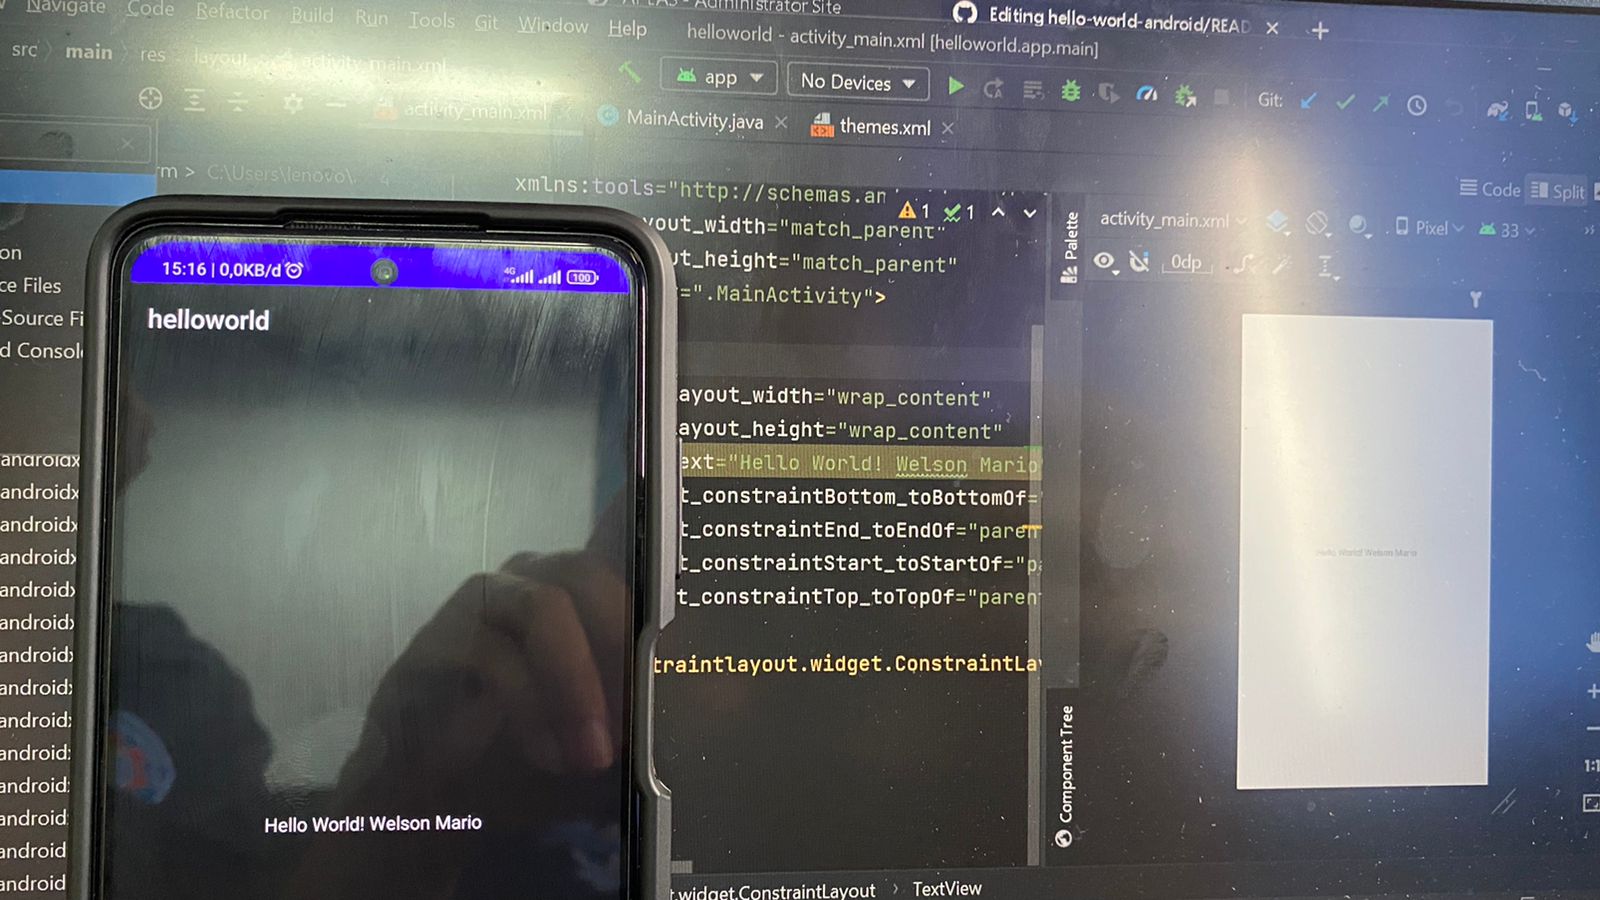 Navigate Code Refactor Build Run Tools Git Window Help
Administrator Site
Editing hello-world-android/READ
helloworld - activity_main.xml [helloworld.app.main]
src main res layout activity_main.xml
app
No Devices
Git:
activity_main.xml
MainActivity.java
themes.xml
C:\Users\lenovo\
xmlns:tools="http://schemas.an
1 1
yout_width="match_parent"
ut_height="match_parent"
=".MainActivity">
ayout_width="wrap_content"
ayout_height="wrap_content"
ext="Hello World! Welson Mario
t_constraintBottom_toBottomOf=
t_constraintEnd_toEndOf="paren
t_constraintStart_toStartOf="pa
t_constraintTop_toTopOf="paren
traintlayout.widget.ConstraintLay
t.widget.ConstraintLayout TextView
Palette
Component Tree
Code Split
activity_main.xml
Pixel 33
0dp
Hello World! Welson Mario
1:1
on
ce Files
-Source Fi
d Consol
androidx
androidx
androidx
androidx
androidx
androidx
androidx
androidx
androidx
android
android
android
android
android
15:16 | 0,0KB/d
4G
100
helloworld
Hello World! Welson Mario